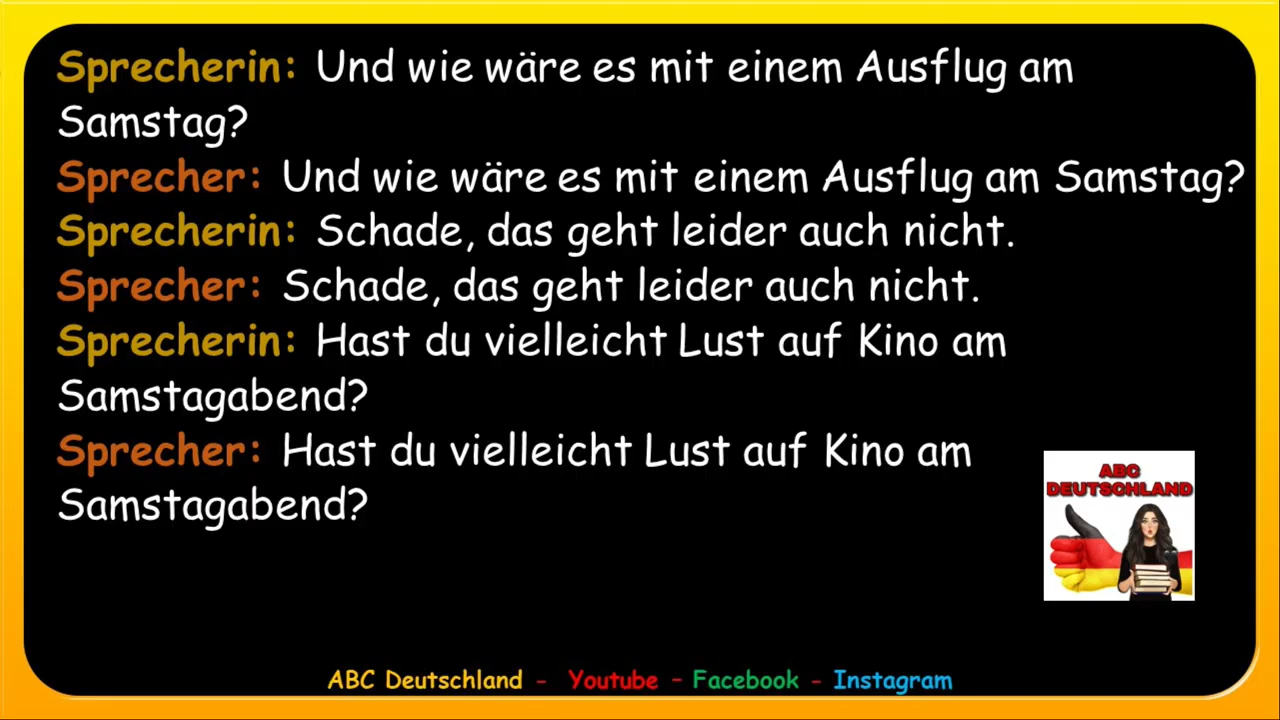 Sprecherin: Und wie wäre es mit einem Ausflug am
Samstag?
Sprecher: Und wie wäre es mit einem Ausflug am Samstag?
Sprecherin: Schade, das geht leider auch nicht.
Sprecher: Schade, das geht leider auch nicht.
Sprecherin: Hast du vielleicht Lust auf Kino am
Samstagabend?
Sprecher: Hast du vielleicht Lust auf Kino am
Samstagabend?
ABC
DEUTSCHLAND
ABC Deutschland - Youtube - Facebook - Instagram